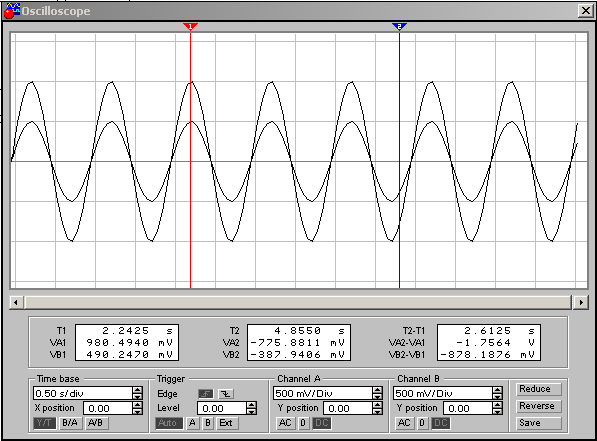 Oscilloscope
1 2
T1 2.2425 s T2 4.8550 s T2-T1 2.6125 s
VA1 980.4940 mV VA2 -775.8811 mV VA2-VA1 -1.7564 V
VB1 490.2470 mV VB2 -387.9406 mV VB2-VB1 -878.1876 mV
Time base Trigger Channel A Channel B
0.50 s/div Edge 500 mV/Div 500 mV/Div Reduce
X position 0.00 Level 0.00 Y position 0.00 Y position 0.00 Reverse
Y/T B/A A/B Auto A B Ext AC 0 DC AC 0 DC Save